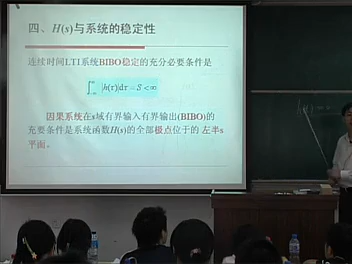 四、H(s)与系统的稳定性
连续时间LTI系统BIBO稳定的充分必要条件是
∫|h(τ)|dτ = S < ∞
因果系统在s域有界输入有界输出(BIBO)的
充要条件是系统函数H(s)的全部极点位于的 左半s
平面。